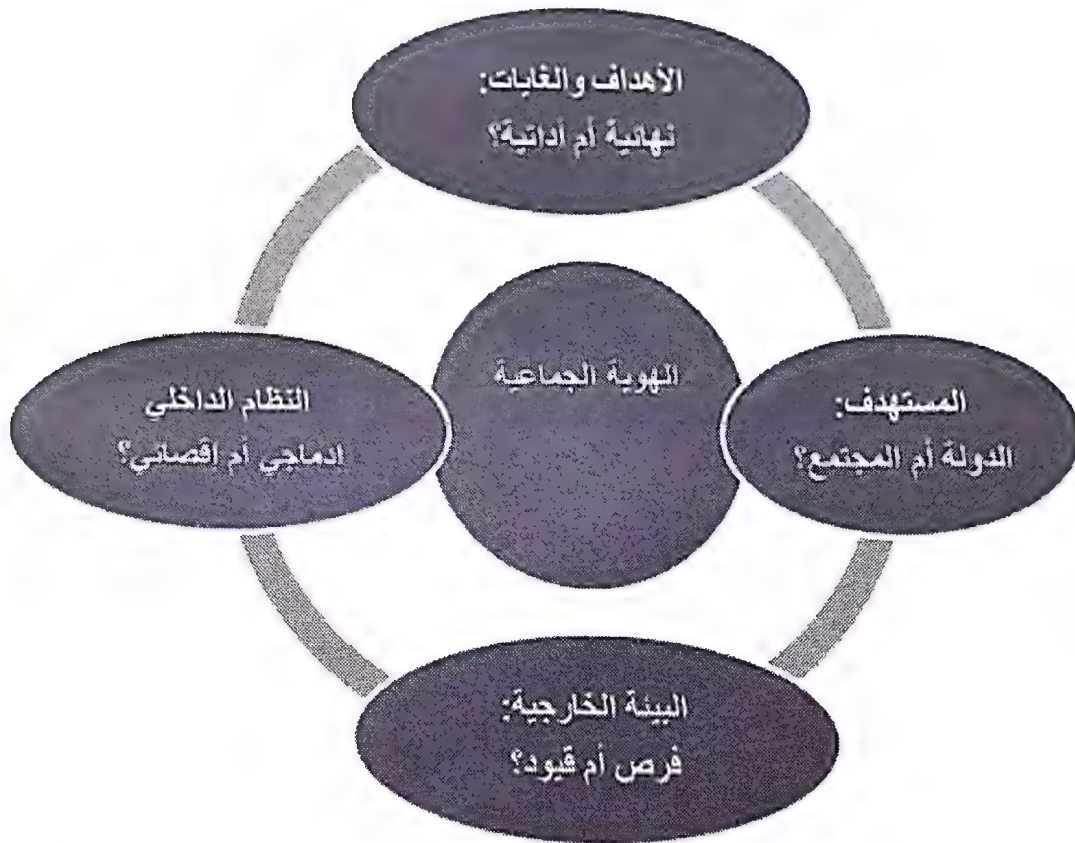 الأهداف والغايات:
نهائية أم أداتية؟
الهوية الجماعية
المستهدف:
الدولة أم المجتمع؟
النظام الداخلي
ادماجي أم إقصائي؟
البيئة الخارجية:
فرص أم قيود؟